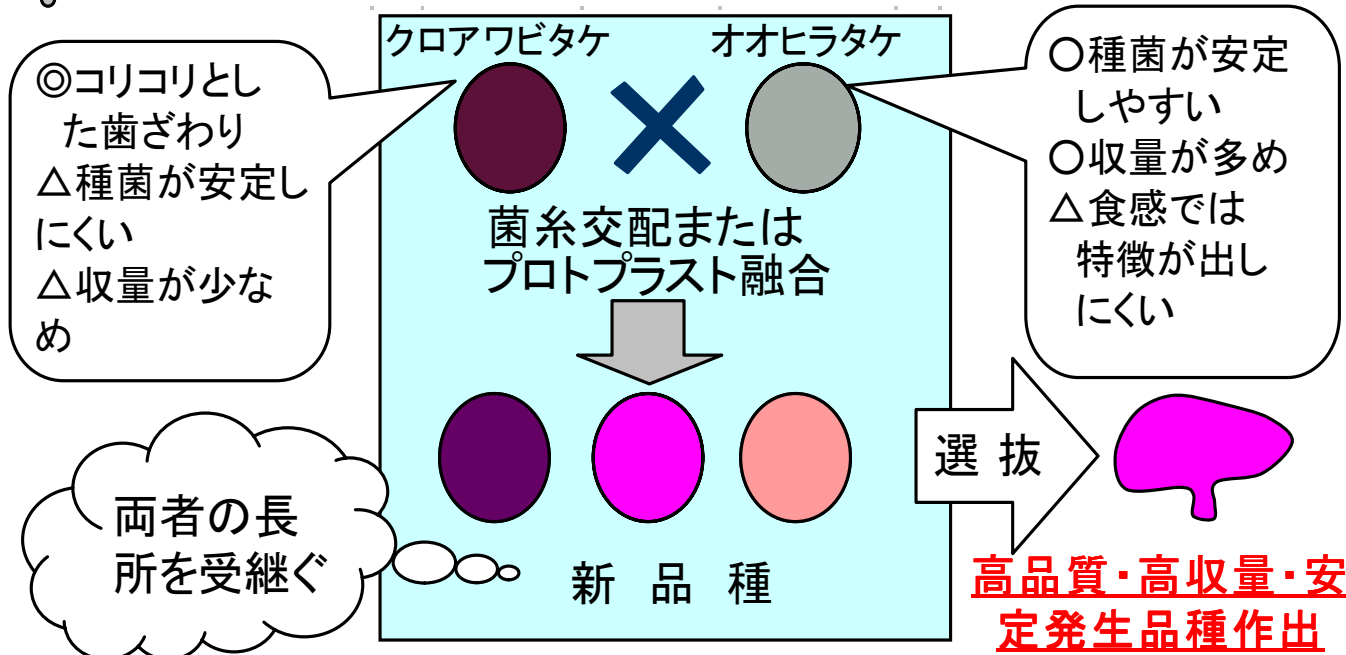 クロアワビタケ
オオヒラタケ
◎コリコリとし
た歯ざわり
△種菌が安定し
にくい
△収量が少な
め
〇種菌が安定
しやすい
〇収量が多め
△食感では
特徴が出し
にくい
菌糸交配または
プロトプラスト融合
両者の長
所を受継ぐ
新 品 種
選 抜
高品質・高収量・安
定発生品種作出